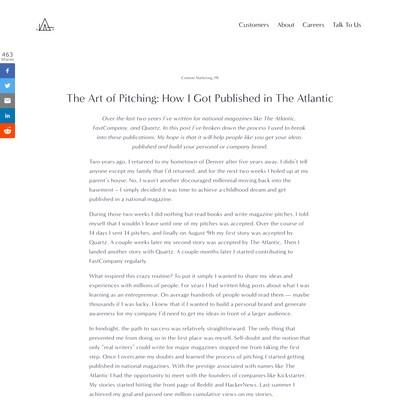 Customers About Careers Talk To Us
463
Shares
Content Marketing, PR
The Art of Pitching: How I Got Published in The Atlantic
Over the last two years I've written for national magazines like The Atlantic,
FastCompany, and Quartz. In this post I've broken down the process I used to break
into these publications. My hope is that it will help people like you get your ideas
published and build your personal or company brand.
Two years ago, I returned to my hometown of Denver after five years away. I didn't tell
anyone except my family that I'd returned, and for the next two weeks I holed up at my
parent's house. No, I wasn't another discouraged millennial moving back into the
basement – I simply decided it was time to achieve a childhood dream and get
published in a national magazine.
During those two weeks I did nothing but read books and write magazine pitches. I told
myself that I wouldn't leave until one of my pitches was accepted. Over the course of
14 days I sent 14 pitches, and finally on August 9th my first story was accepted by
Quartz. A couple weeks later my second story was accepted by The Atlantic. Then I
landed another story with Quartz. A couple months later I started contributing to
FastCompany regularly.
What inspired this crazy routine? To put it simply I wanted to share my ideas and
experiences with millions of people. For years I had written blog posts about what I was
learning as an entrepreneur. On average hundreds of people would read them — maybe
thousands if I was lucky. I knew that if I wanted to build a personal brand and generate
awareness for my company I'd need to get my ideas in front of a larger audience.
In hindsight, the path to success was relatively straightforward. The only thing that
prevented me from doing so in the first place was myself. Self-doubt and the notion that
only "real writers" could write for major magazines stopped me from taking the first
step. Once I overcame my doubts and learned the process of pitching I started getting
published in national magazines. With the prestige associated with names like The
Atlantic I had the opportunity to meet with the founders of companies like Kickstarter.
My stories started hitting the front page of Reddit and HackerNews. Last summer I
achieved my goal and passed one million cumulative views on my stories.